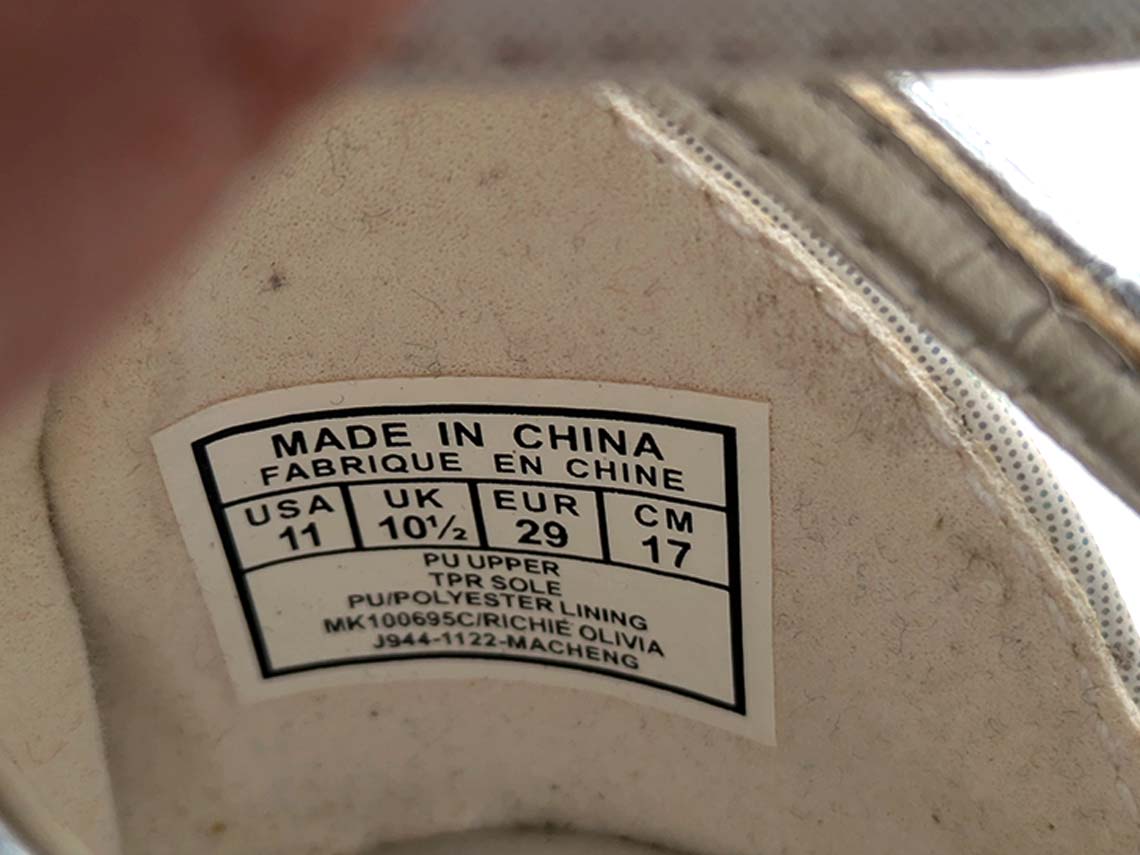 MADE IN CHINA
FABRIQUE EN CHINE
USA UK EUR CM
11 10½ 29 17
PU UPPER
TPR SOLE
PU/POLYESTER LINING
MK100695C/RICHIE OLIVIA
J944-1122-MACHENG